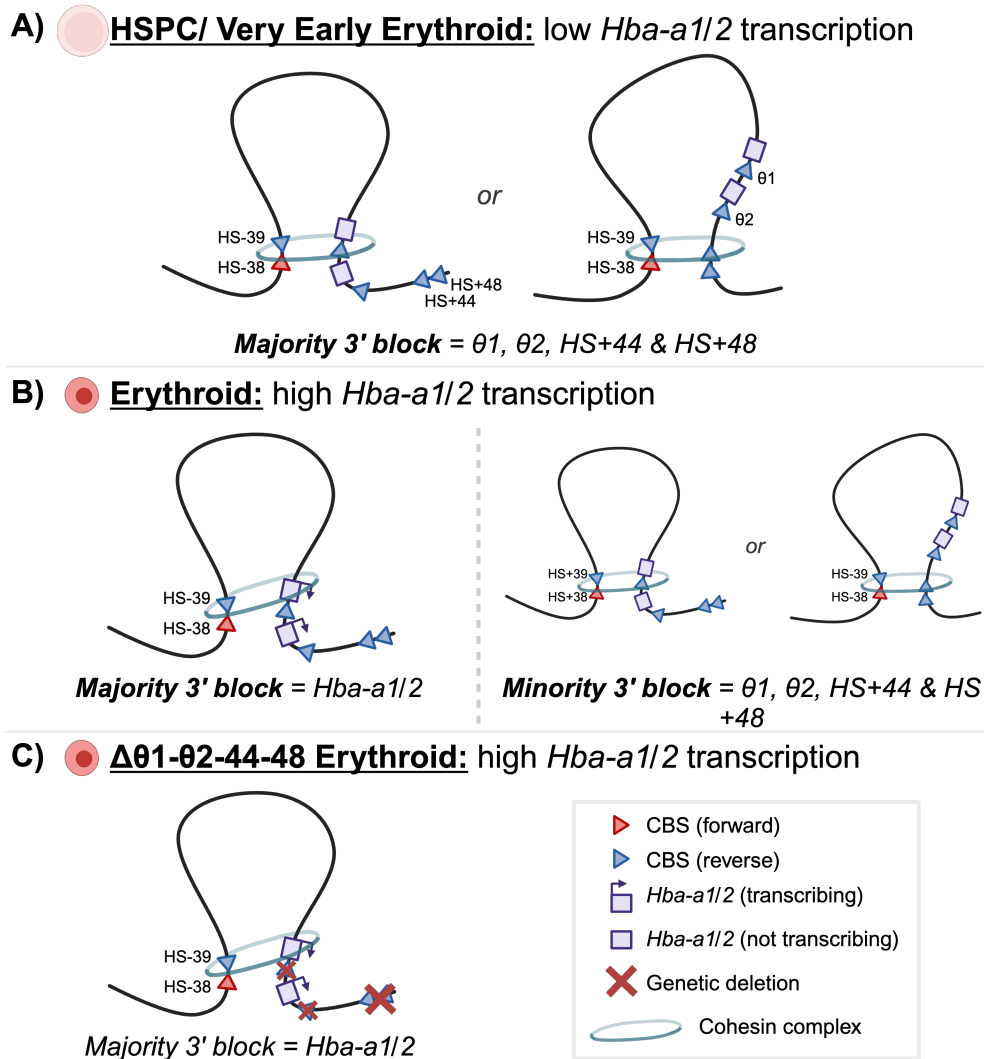 A) HSPC/ Very Early Erythroid: low Hba-a1/2 transcription
or
θ1
θ2
HS-39
HS-38
HS+48
HS+44
HS-39
HS-38
Majority 3' block = θ1, θ2, HS+44 & HS+48
B) Erythroid: high Hba-a1/2 transcription
HS-39
HS-38
Majority 3' block = Hba-a1/2
or
HS+39
HS+38
HS-39
HS-38
Minority 3' block = θ1, θ2, HS+44 & HS
+48
C) Δθ1-θ2-44-48 Erythroid: high Hba-a1/2 transcription
HS-39
HS-38
Majority 3' block = Hba-a1/2
CBS (forward)
CBS (reverse)
Hba-a1/2 (transcribing)
Hba-a1/2 (not transcribing)
Genetic deletion
Cohesin complex